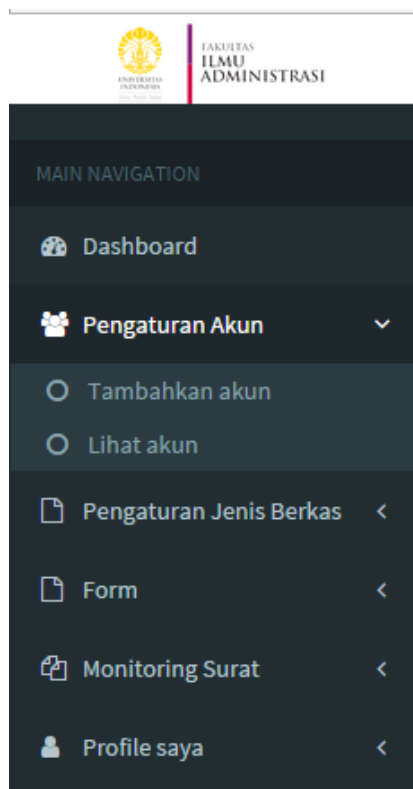 UNIVERSITAS
INDONESIA
FAKULTAS
ILMU
ADMINISTRASI
MAIN NAVIGATION
Dashboard
Pengaturan Akun
Tambahkan akun
Lihat akun
Pengaturan Jenis Berkas
Form
Monitoring Surat
Profile saya